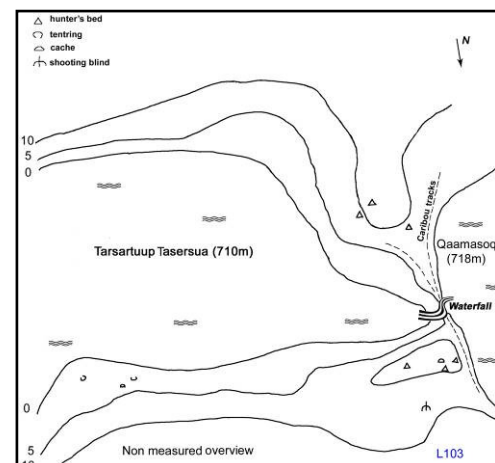 hunter's bed
tentring
cache
shooting blind
N
10
5
0
Caribou tracks
Tarsartuup Tasersua (710m)
Qaamasoq
(718m)
Waterfall
0
5
10
Non measured overview
L103